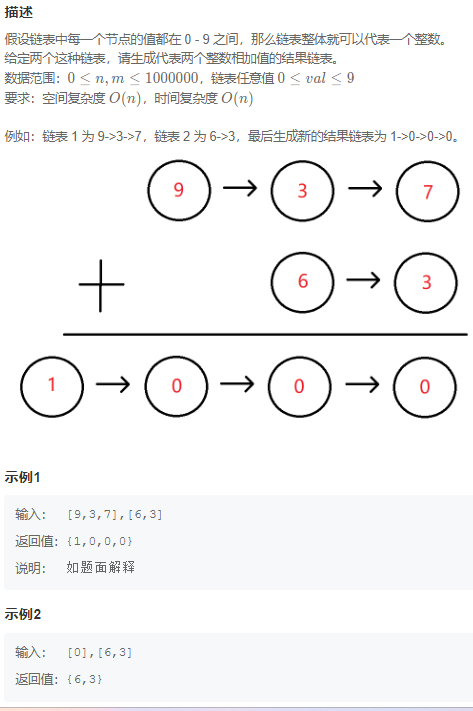 描述
假设链表中每一个节点的值都在 0 - 9 之间，那么链表整体就可以代表一个整数。
给定两个这种链表，请生成代表两个整数相加值的结果链表。
数据范围：0 ≤ n, m ≤ 1000000，链表任意值 0 ≤ val ≤ 9
要求：空间复杂度 O(n)，时间复杂度 O(n)
例如：链表 1 为 9->3->7，链表 2 为 6->3，最后生成新的结果链表为 1->0->0->0。
9 3 7
6 3
1 0 0 0
示例1
输入： [9,3,7],[6,3]
返回值：{1,0,0,0}
说明： 如题面解释
示例2
输入： [0],[6,3]
返回值：{6,3}